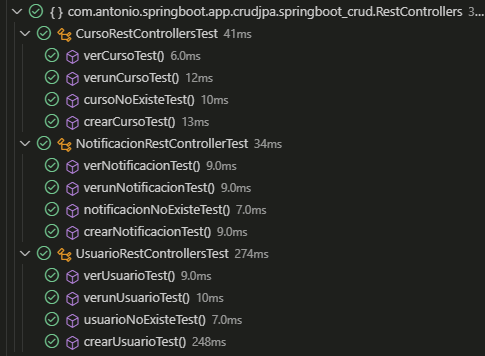 { } com.antonio.springboot.app.crudjpa.springboot_crud.RestControllers 3...
CursoRestControllersTest 41ms
verCursoTest() 6.0ms
verunCursoTest() 12ms
cursoNoExisteTest() 10ms
crearCursoTest() 13ms
NotificacionRestControllerTest 34ms
verNotificacionTest() 9.0ms
verunNotificacionTest() 9.0ms
notificacionNoExisteTest() 7.0ms
crearNotificacionTest() 9.0ms
UsuarioRestControllersTest 274ms
verUsuarioTest() 9.0ms
verunUsuarioTest() 10ms
usuarioNoExisteTest() 7.0ms
crearUsuarioTest() 248ms